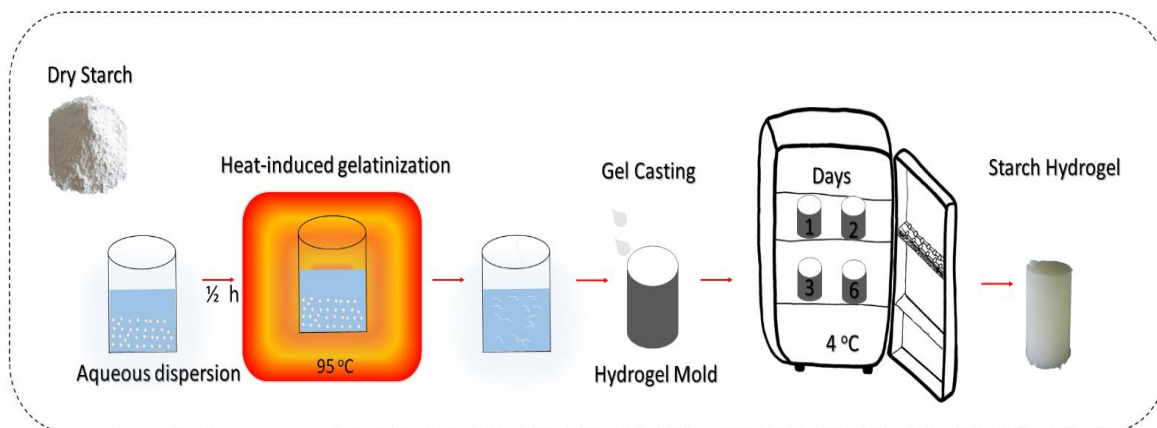 Dry Starch
Heat-induced gelatinization
Gel Casting
Days
Starch Hydrogel
1 2
½ h
3 6
95 °C
4 °C
Aqueous dispersion
Hydrogel Mold